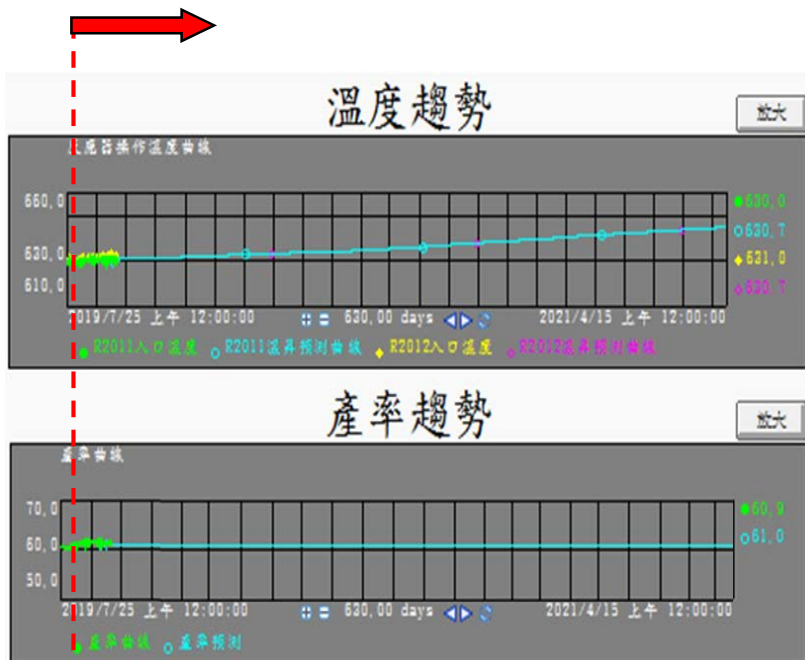 溫度趨勢
放大
反應器操作溫度曲線
660,0
630,0
610,0
630,0
630,7
631,0
630,7
2019/7/25 上午 12:00:00 630,00 days 2021/4/15 上午 12:00:00
R2011入口溫度 R2011溫昇預測曲線 R2012入口溫度 R2012溫昇預測曲線
產率趨勢
放大
產率曲線
70,0
60,0
50,0
60,9
61,0
2019/7/25 上午 12:00:00 630,00 days 2021/4/15 上午 12:00:00
產率曲線 產率預測